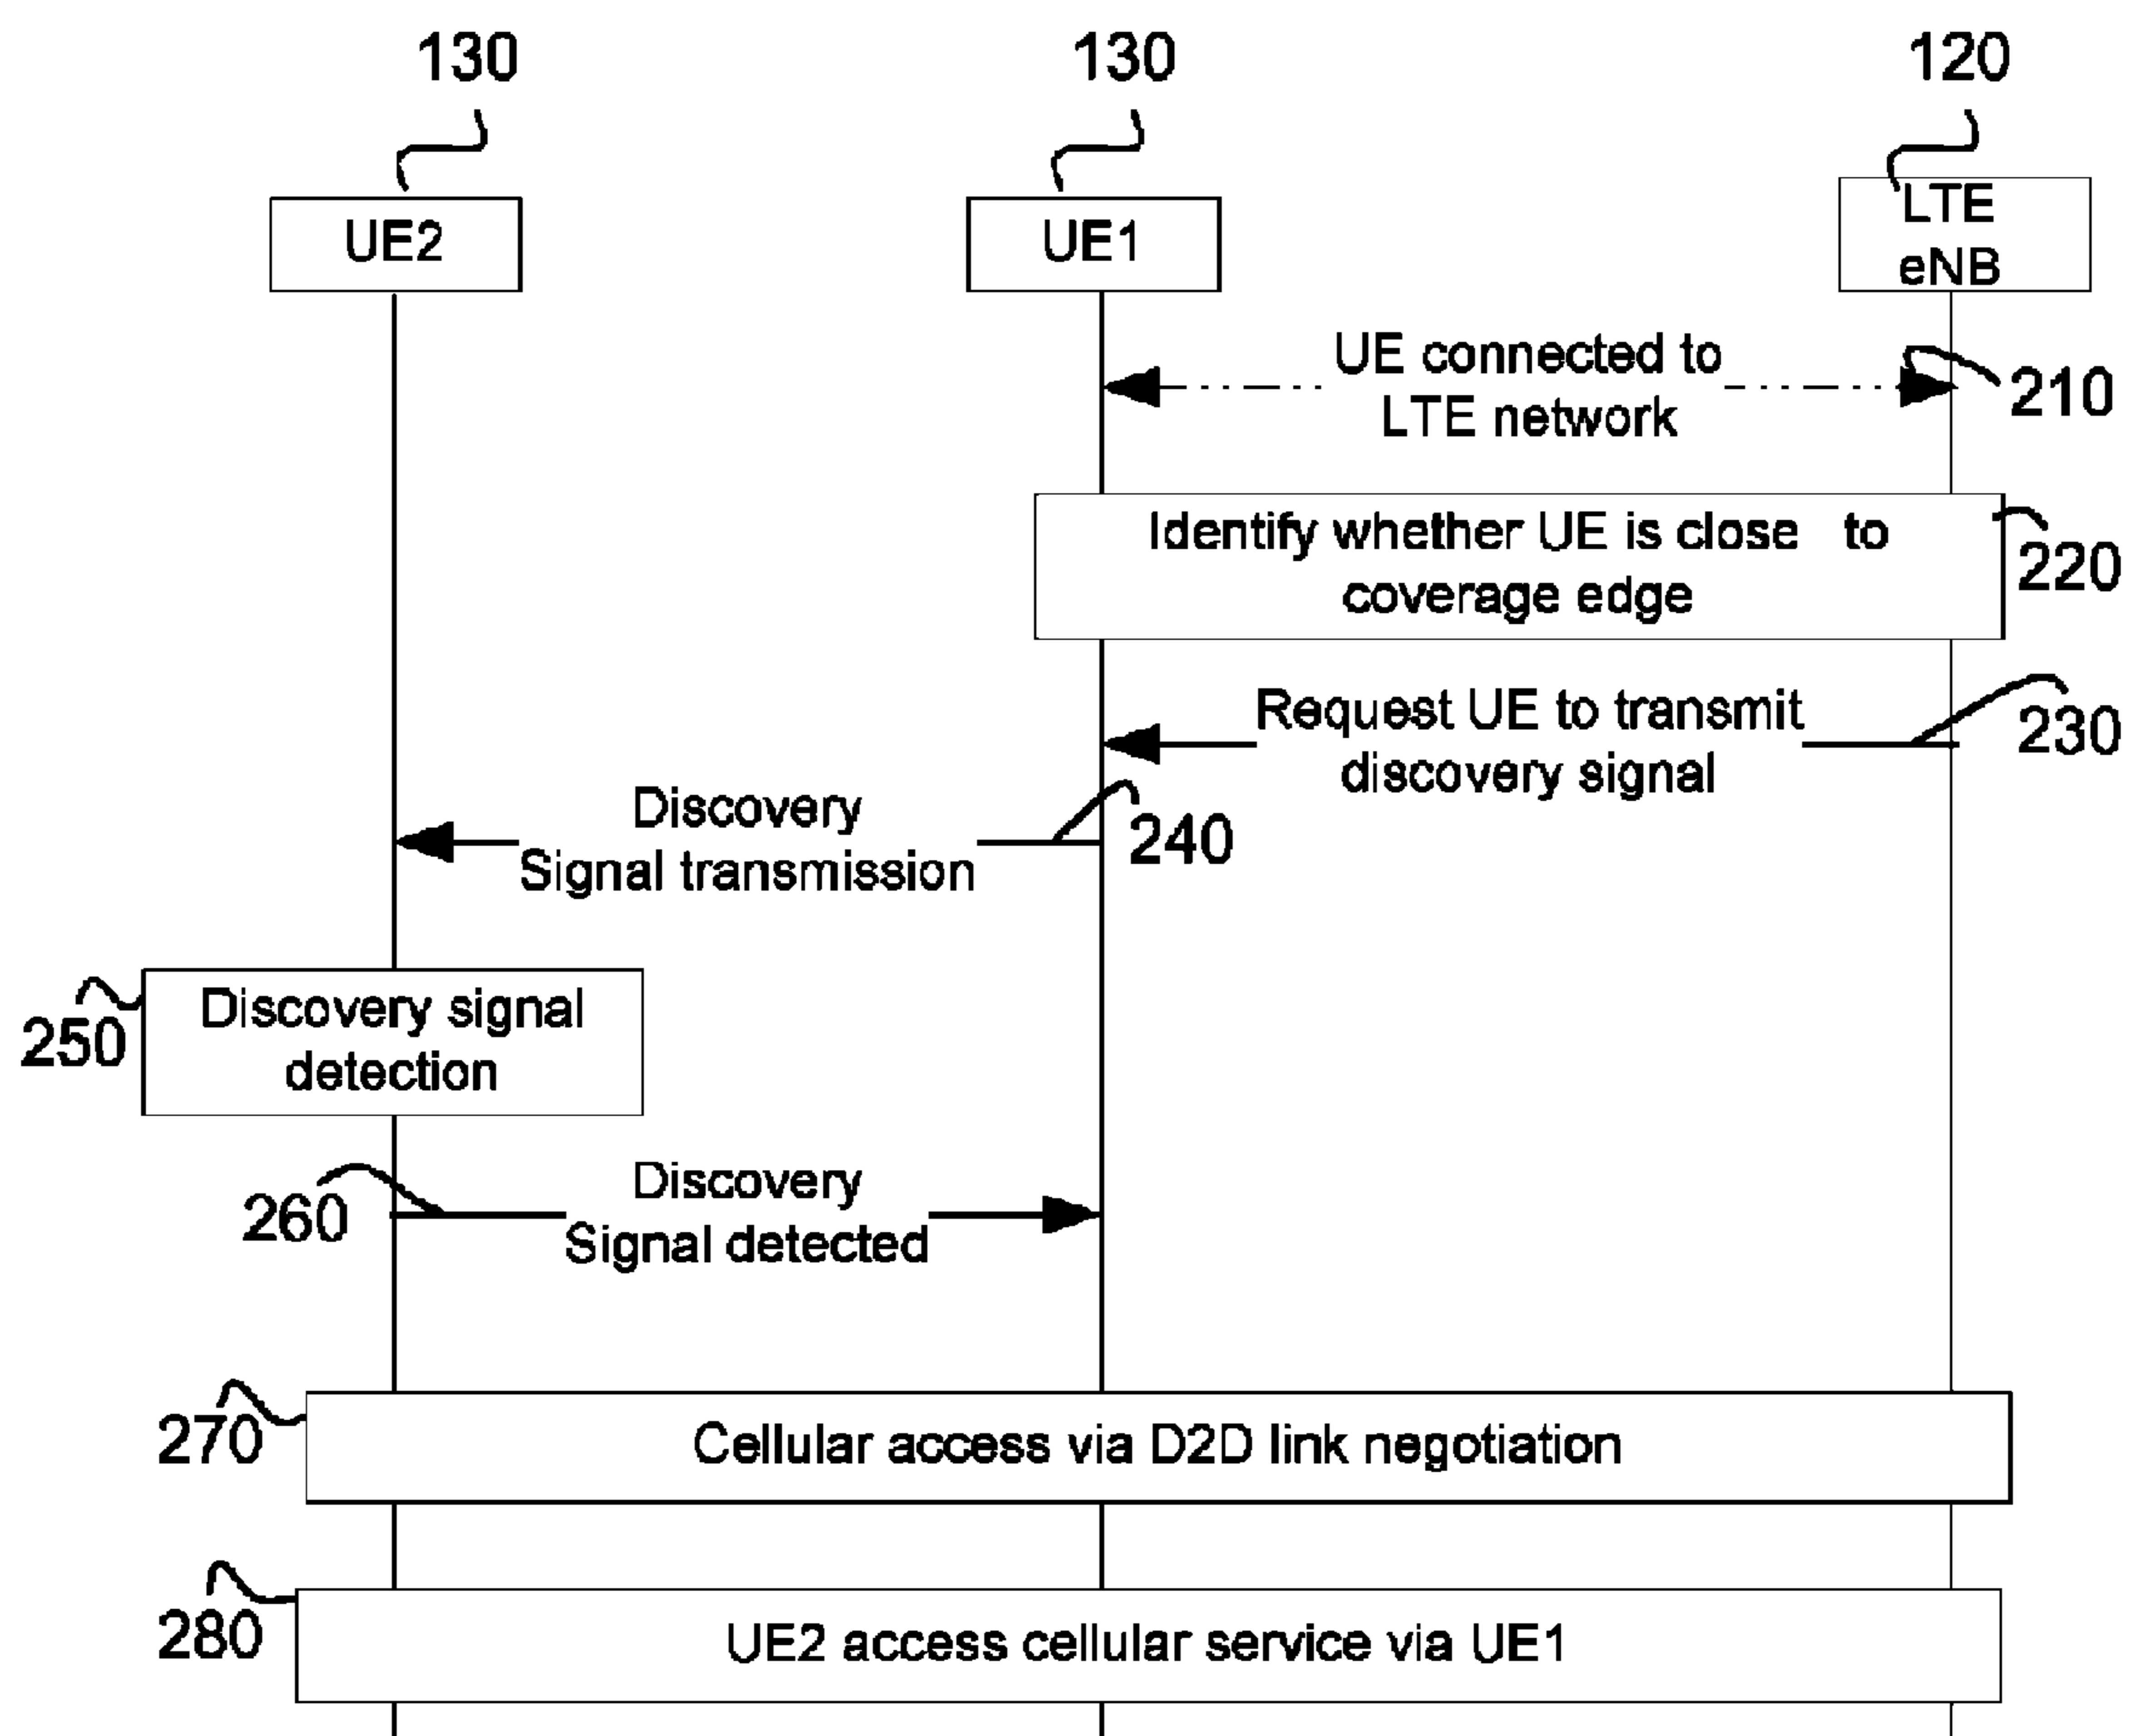 130
130
120
UE2
UE1
LTE
eNB
UE connected to
LTE network
210
Identify whether UE is close to
coverage edge
220
Request UE to transmit
discovery signal
230
Discovery
Signal transmission
240
Discovery signal
detection
250
Discovery
Signal detected
260
Cellular access via D2D link negotiation
270
UE2 access cellular service via UE1
280